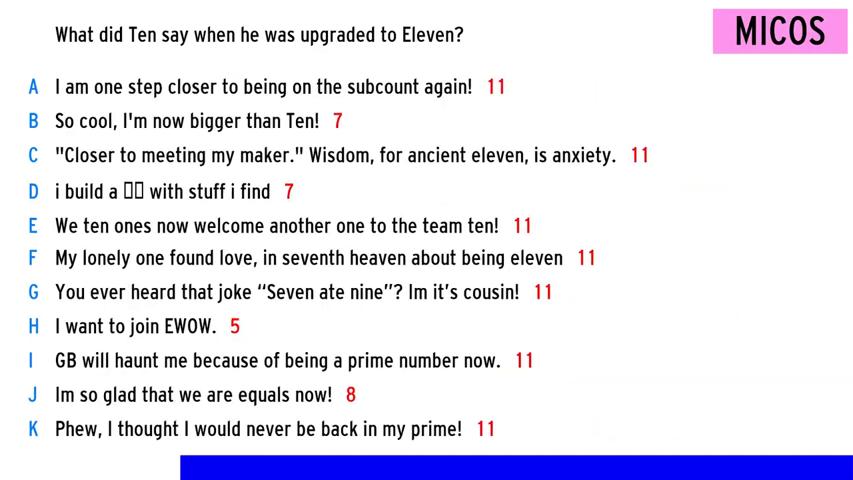 What did Ten say when he was upgraded to Eleven?
MICOS
A I am one step closer to being on the subcount again! 11
B So cool, I'm now bigger than Ten! 7
C "Closer to meeting my maker." Wisdom, for ancient eleven, is anxiety. 11
D i build a with stuff i find 7
E We ten ones now welcome another one to the team ten! 11
F My lonely one found love, in seventh heaven about being eleven 11
G You ever heard that joke “Seven ate nine”? Im it’s cousin! 11
H I want to join EWOW. 5
I GB will haunt me because of being a prime number now. 11
J Im so glad that we are equals now! 8
K Phew, I thought I would never be back in my prime! 11